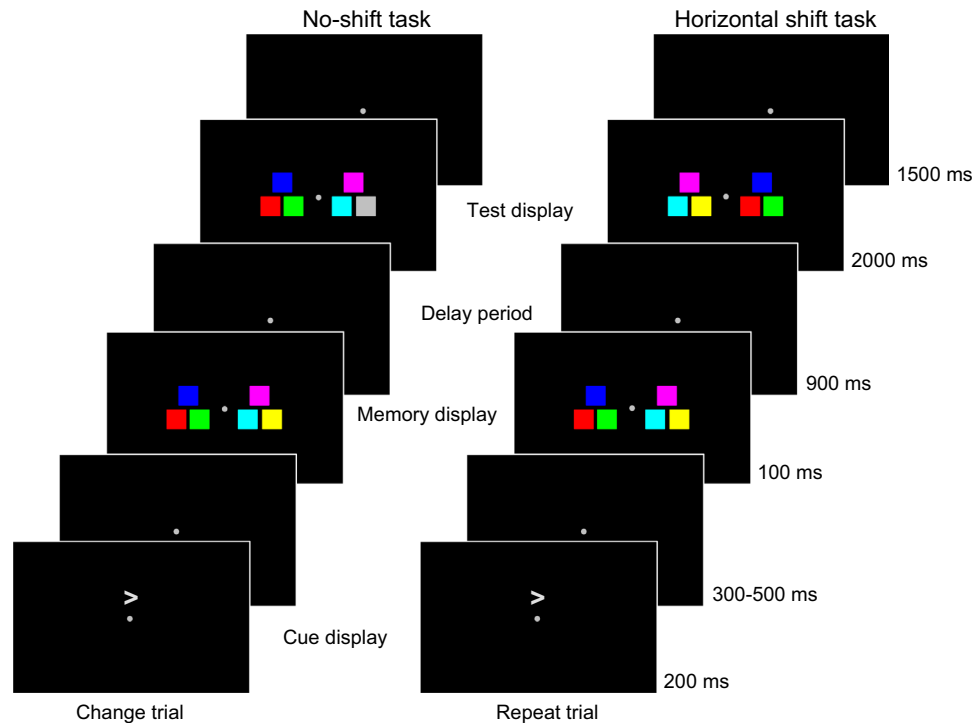 No-shift task
Horizontal shift task
1500 ms
Test display
2000 ms
Delay period
900 ms
Memory display
100 ms
>
>
300-500 ms
Cue display
200 ms
Change trial
Repeat trial